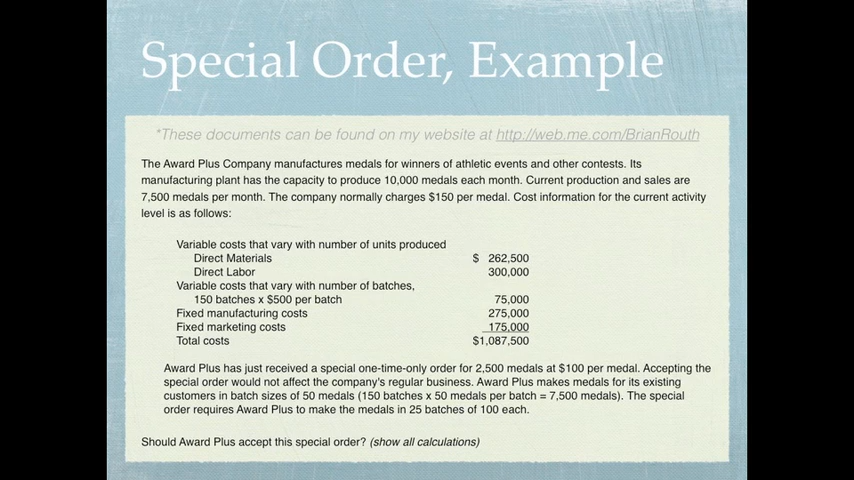 Special Order, Example
*These documents can be found on my website at http://web.me.com/BrianRouth
The Award Plus Company manufactures medals for winners of athletic events and other contests. Its
manufacturing plant has the capacity to produce 10,000 medals each month. Current production and sales are
7,500 medals per month. The company normally charges $150 per medal. Cost information for the current activity
level is as follows:
Variable costs that vary with number of units produced
Direct Materials $ 262,500
Direct Labor 300,000
Variable costs that vary with number of batches,
150 batches x $500 per batch 75,000
Fixed manufacturing costs 275,000
Fixed marketing costs 175,000
Total costs $1,087,500
Award Plus has just received a special one-time-only order for 2,500 medals at $100 per medal. Accepting the
special order would not affect the company's regular business. Award Plus makes medals for its existing
customers in batch sizes of 50 medals (150 batches x 50 medals per batch = 7,500 medals). The special
order requires Award Plus to make the medals in 25 batches of 100 each.
Should Award Plus accept this special order? (show all calculations)